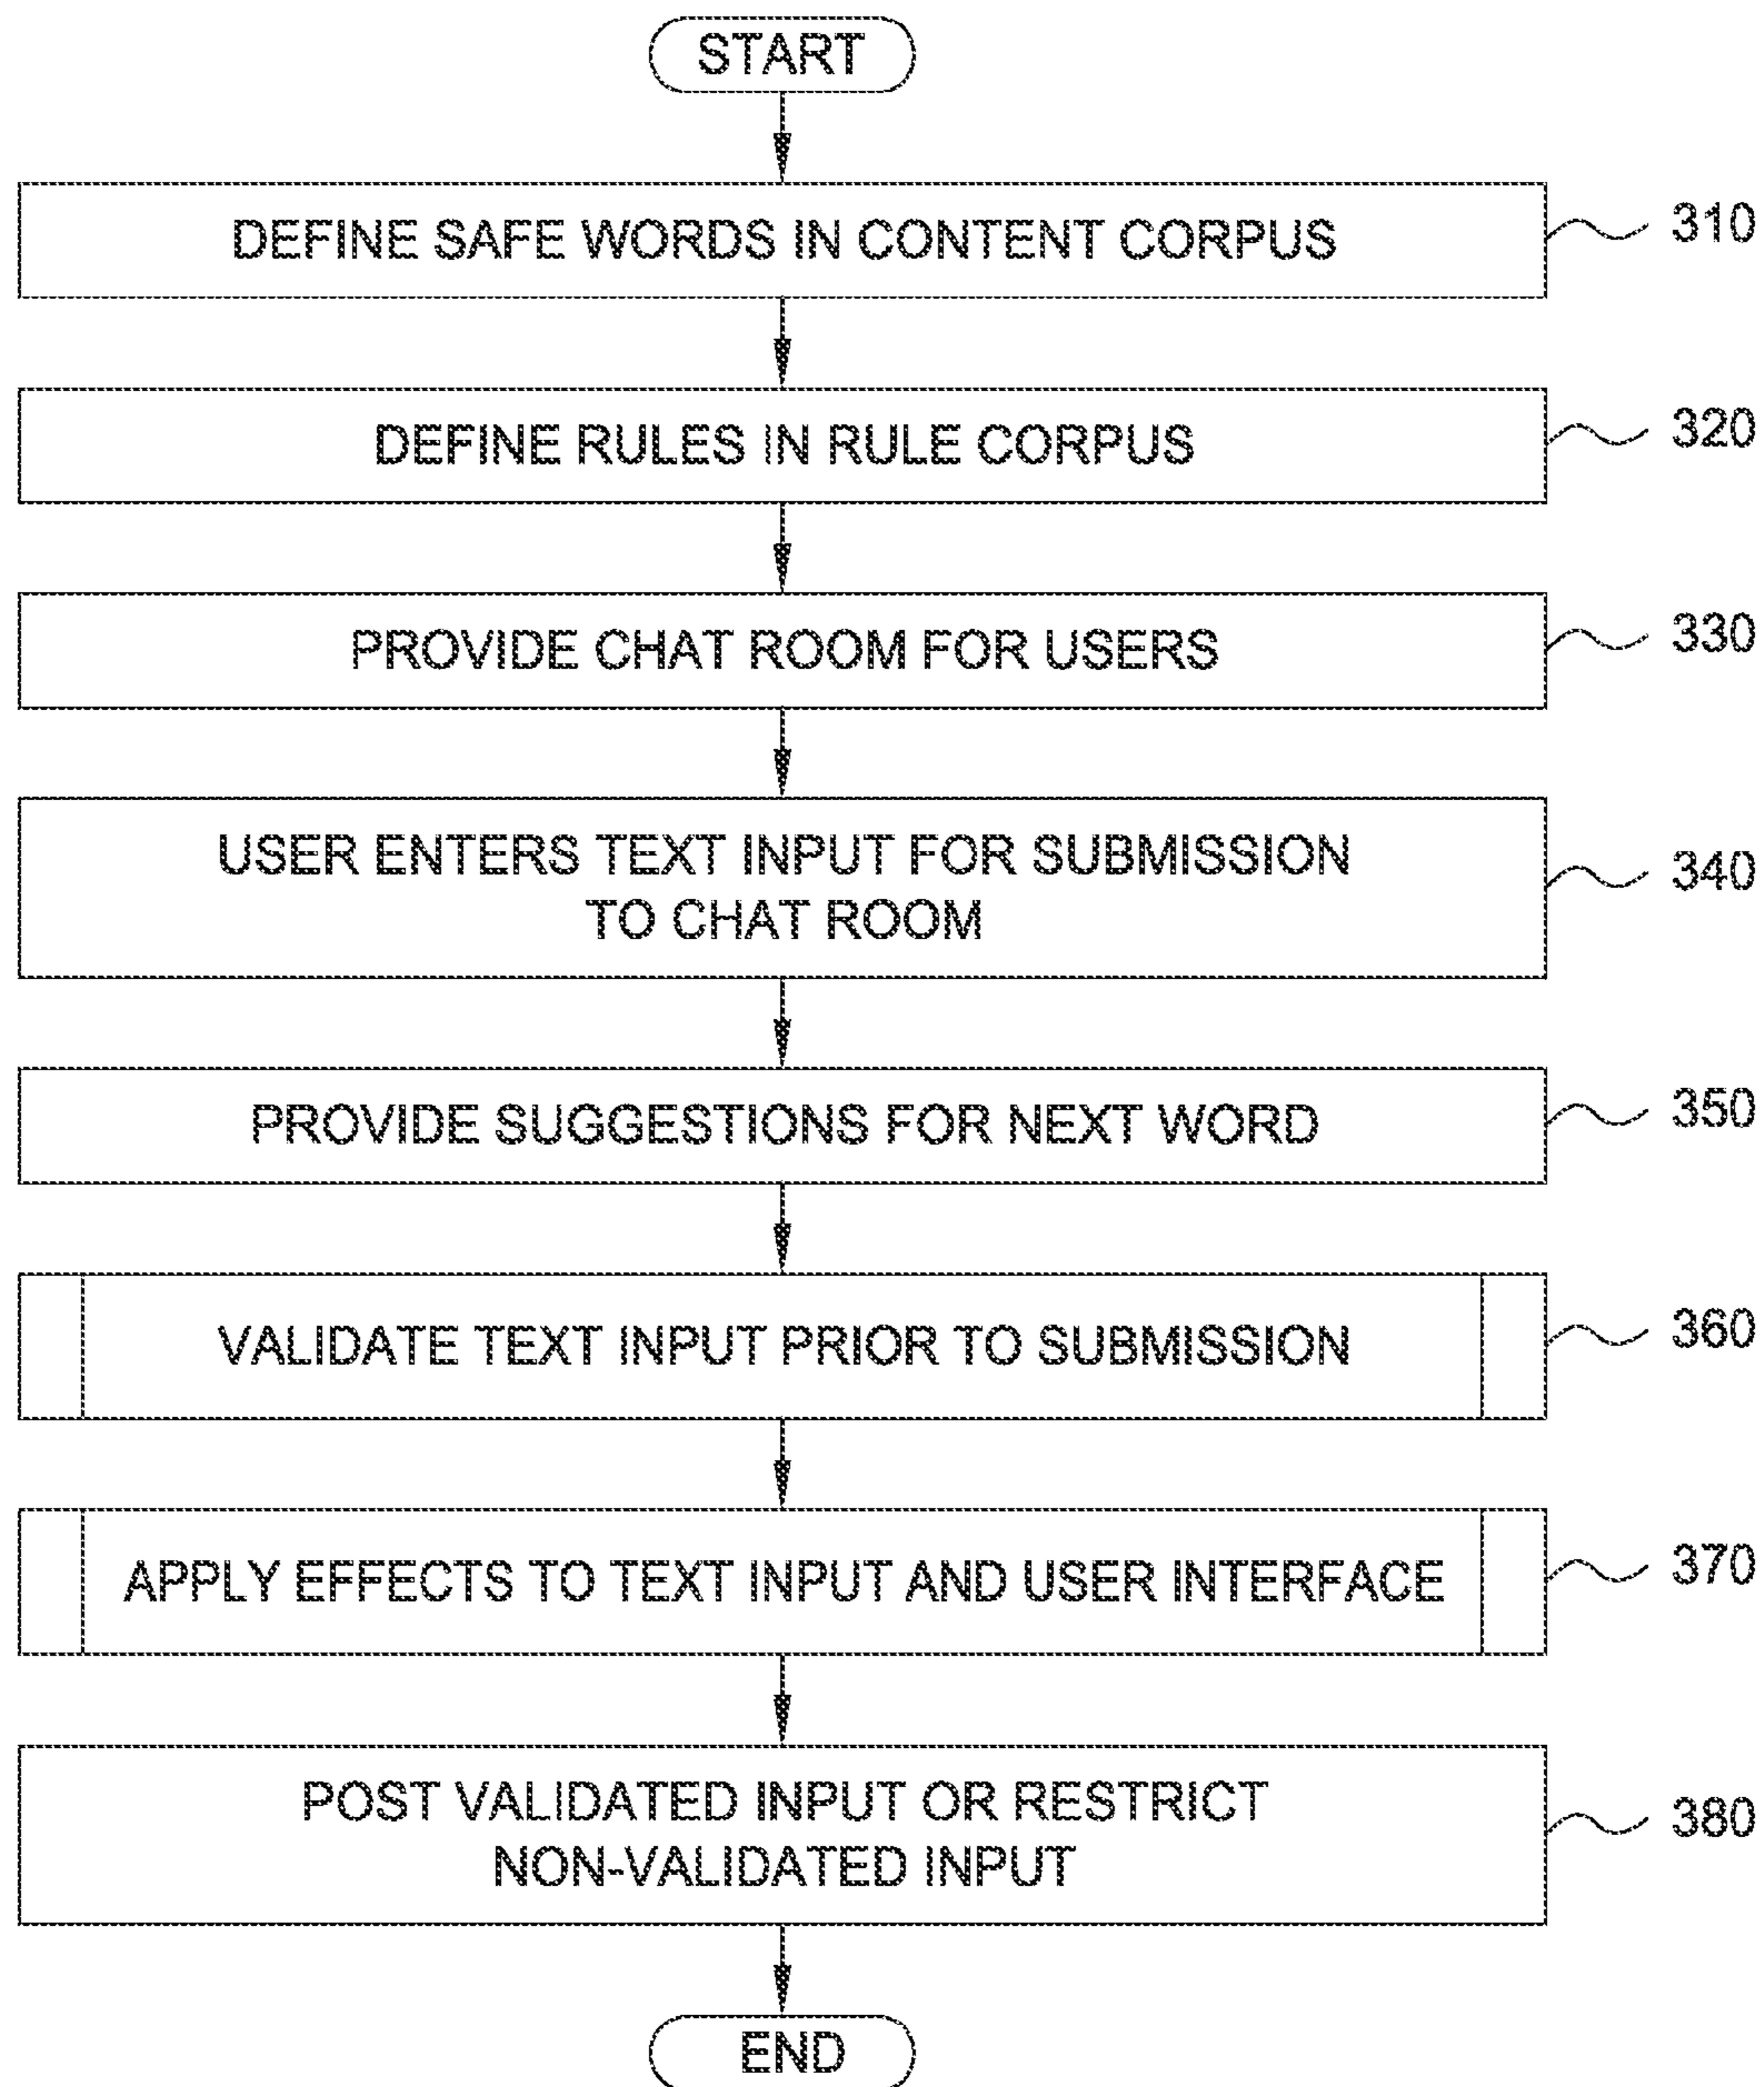 START
DEFINE SAFE WORDS IN CONTENT CORPUS
310
DEFINE RULES IN RULE CORPUS
320
PROVIDE CHAT ROOM FOR USERS
330
USER ENTERS TEXT INPUT FOR SUBMISSION
TO CHAT ROOM
340
PROVIDE SUGGESTIONS FOR NEXT WORD
350
VALIDATE TEXT INPUT PRIOR TO SUBMISSION
360
APPLY EFFECTS TO TEXT INPUT AND USER INTERFACE
370
POST VALIDATED INPUT OR RESTRICT
NON-VALIDATED INPUT
380
END